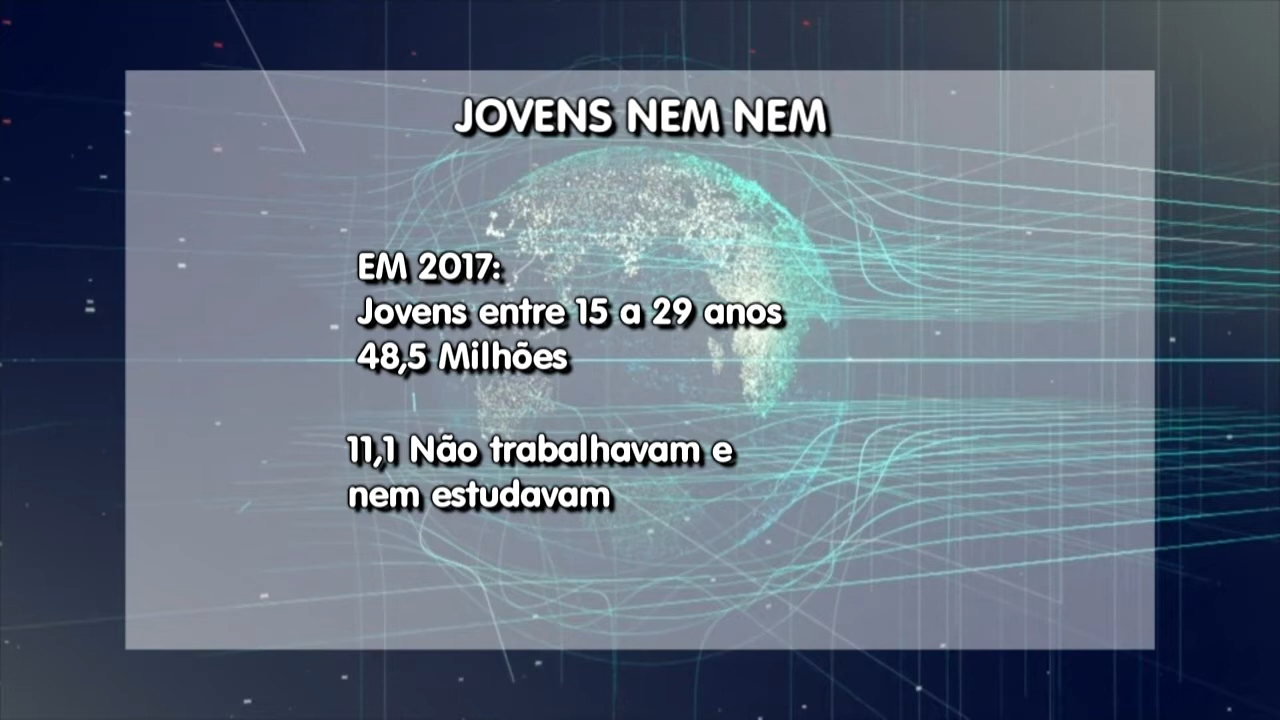 JOVENS NEM NEM
EM 2017:
Jovens entre 15 a 29 anos
48,5 Milhões
11,1 Não trabalhavam e
nem estudavam